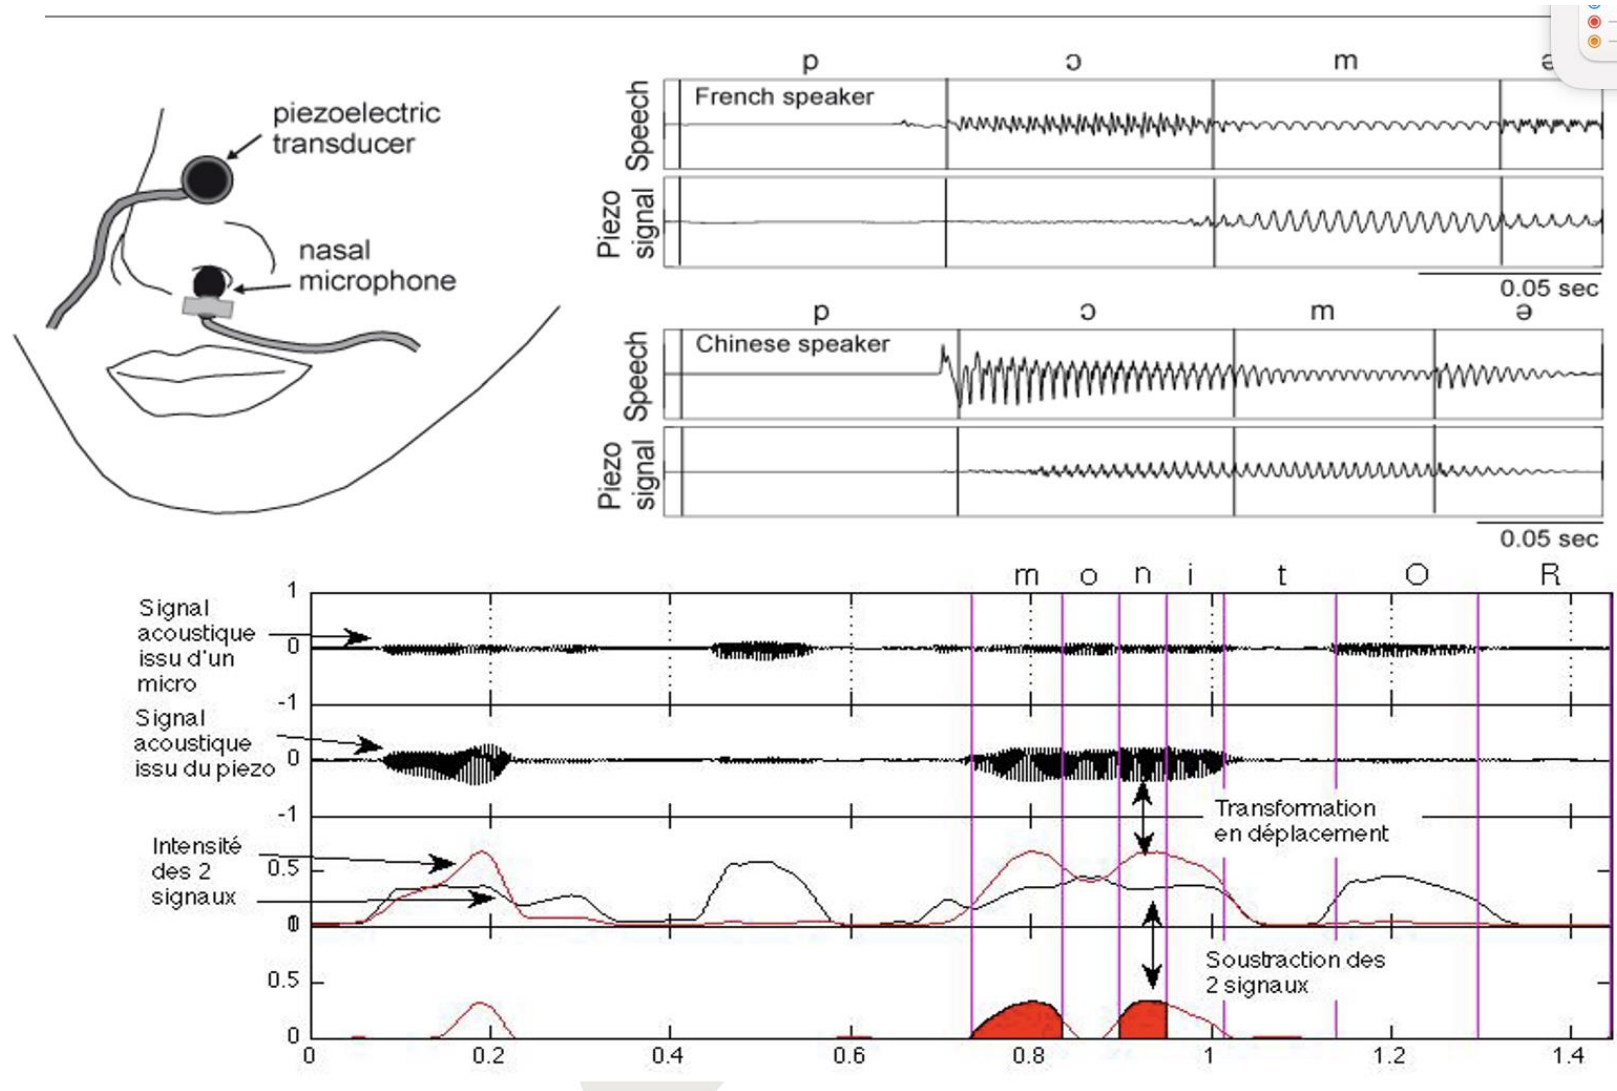 piezoelectric
transducer
nasal
microphone
p ɔ m ə
Speech
French speaker
Piezo
signal
0.05 sec
p ɔ m ə
Speech
Chinese speaker
Piezo
signal
0.05 sec
m o n i t O R
Signal
acoustique
issu d'un
micro
1
0
-1
Signal
acoustique
issu du piezo
0
-1
Transformation
en déplacement
Intensité
des 2
signaux
0.5
0
0
Soustraction des
2 signaux
0.5
0
0 0.2 0.4 0.6 0.8 1 1.2 1.4